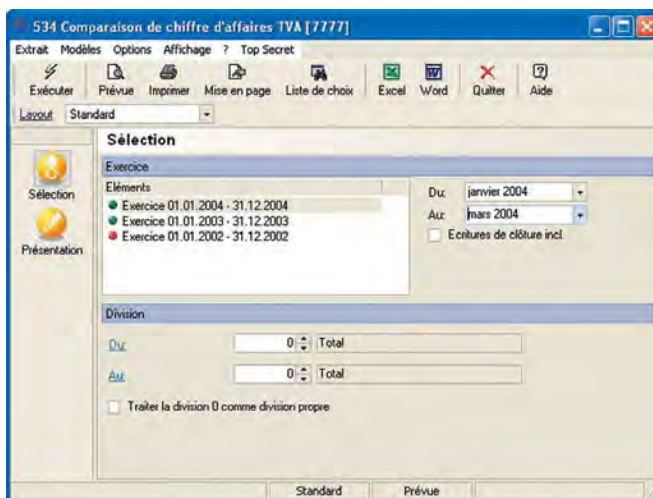 534 Comparaison de chiffre d'affaires TVA [7777]
Extrait Modèles Options Affichage ? Top Secret
Exécuter Prévue Imprimer Mise en page Liste de choix Excel Word Quitter Aide
Layout Standard
Sélection
Exercice
Sélection
Présentation
Eléments
Exercice 01.01.2004 - 31.12.2004
Exercice 01.01.2003 - 31.12.2003
Exercice 01.01.2002 - 31.12.2002
Du: janvier 2004
Au: mars 2004
Ecritures de clôture incl.
Division
Du: 0 Total
Au: 0 Total
Traiter la division 0 comme division propre
Standard Prévue